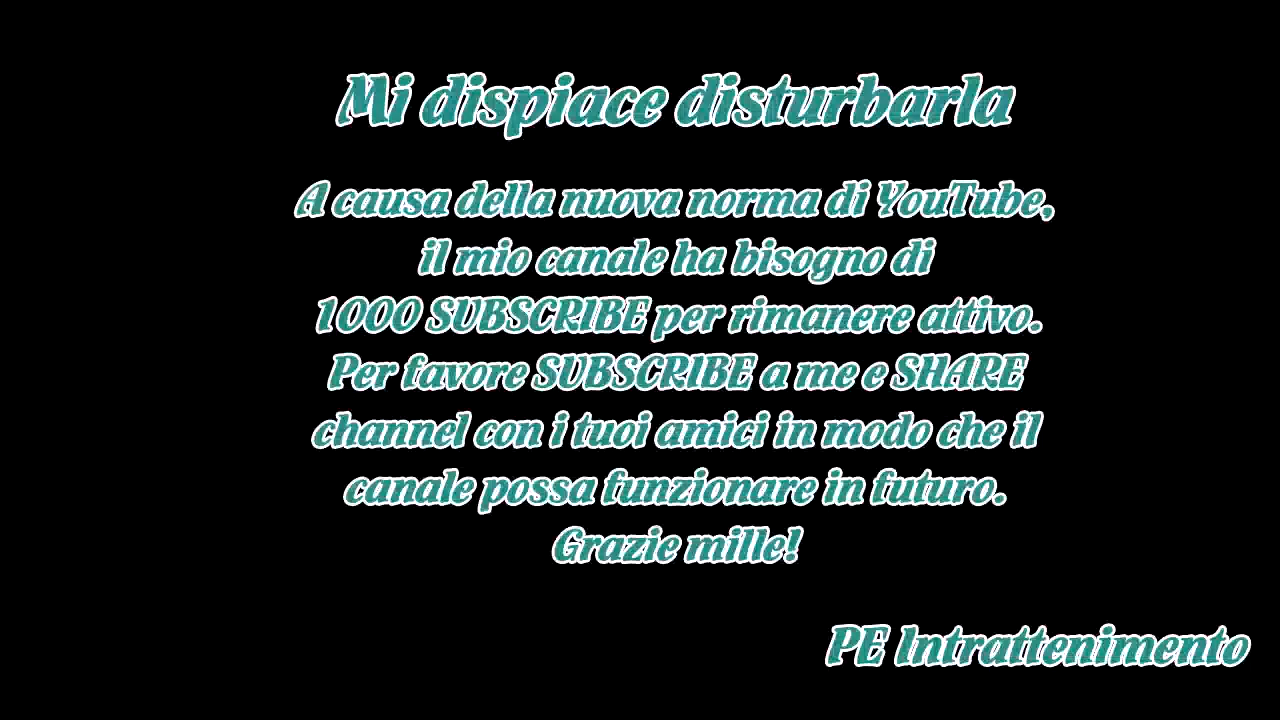 Mi dispiace disturbarla
A causa della nuova norma di YouTube,
il mio canale ha bisogno di
1000 SUBSCRIBE per rimanere attivo.
Per favore SUBSCRIBE a me e SHARE
channel con i tuoi amici in modo che il
canale possa funzionare in futuro.
Grazie mille!
PE Intrattenimento